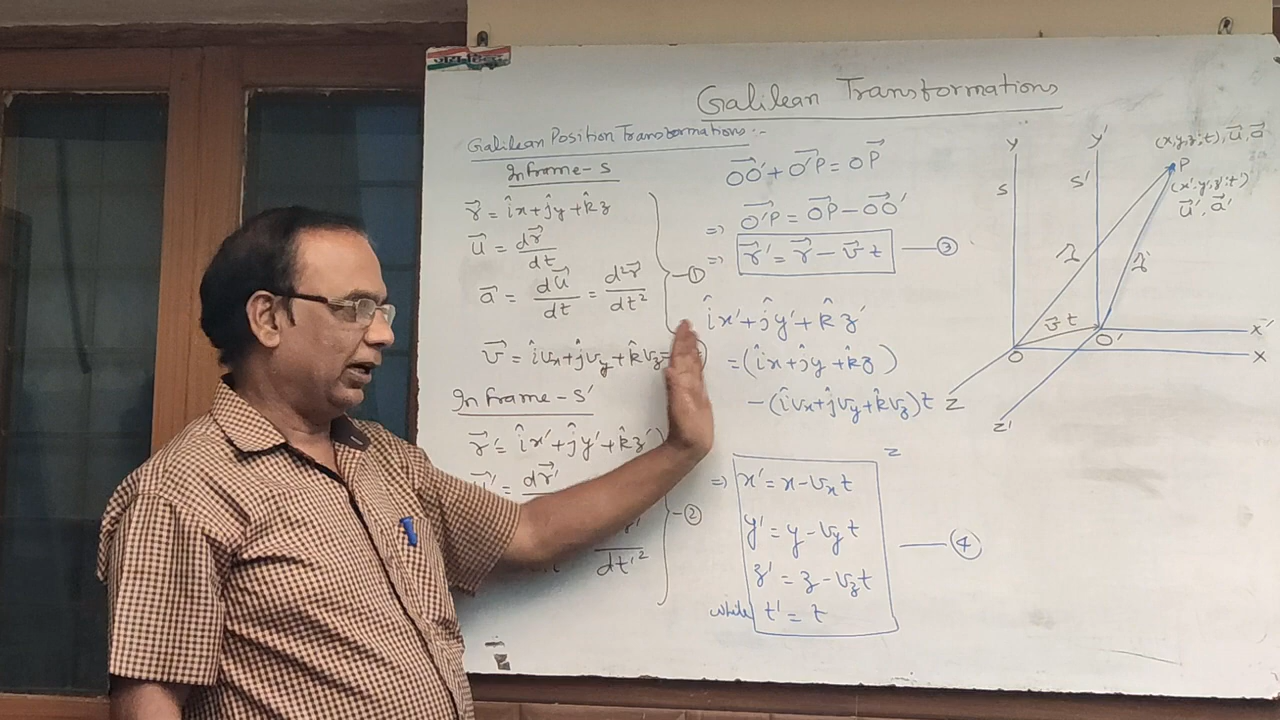 जय हिन्द
Galilean Transformations
Galilean Position Transformations:-
In frame - S
r⃗ = îx+ĵy+k̂z
u⃗ = dr⃗/dt
a⃗ = du⃗/dt = d²r⃗/dt²
—①
v⃗ = îvx+ĵvy+k̂vz=
In frame - S'
r⃗' = îx'+ĵy'+k̂z'
u⃗' = dr⃗'
dt'²
—②
OO⃗' + O'P⃗ = OP⃗
=> O'P⃗ = OP⃗ - OO⃗'
=> r⃗' = r⃗ - v⃗t —③
îx'+ĵy'+k̂z'
=(îx+ĵy+k̂z)
-(îvx+ĵvy+k̂vz)t
z
=> x' = x-vxt
y' = y-vyt
z' = z-vzt
while t' = t
—④
(x,y,z,t), u⃗, a⃗
P
(x',y',z',t')
u⃗', a⃗'
Y
Y'
S
S'
r
r'
v⃗t
O
O'
X'
X
Z
Z'